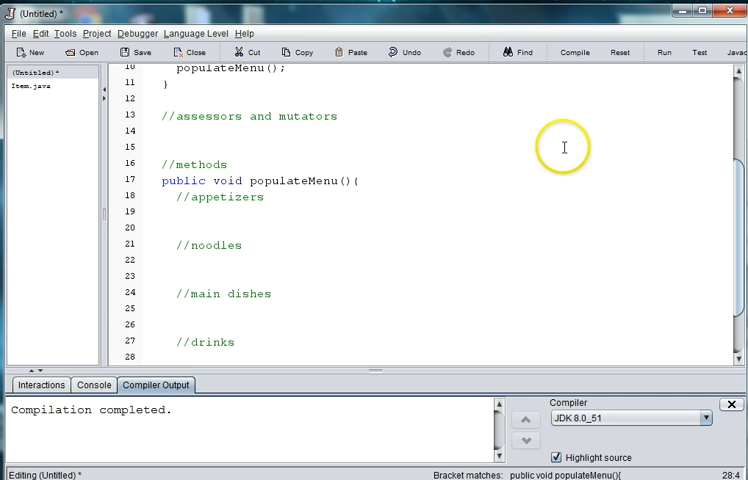 (Untitled) *
File Edit Tools Project Debugger Language Level Help
New Open Save Close Cut Copy Paste Undo Redo Find Compile Reset Run Test Javac
(Untitled) *
Item.java
10 populateMenu();
11 }
12
13 //assessors and mutators
14
15
16 //methods
17 public void populateMenu(){
18 //appetizers
19
20
21 //noodles
22
23
24 //main dishes
25
26
27 //drinks
28
Interactions Console Compiler Output
Compilation completed.
Compiler
JDK 8.0_51
Highlight source
Editing (Untitled) * Bracket matches: public void populateMenu(){ 28:4